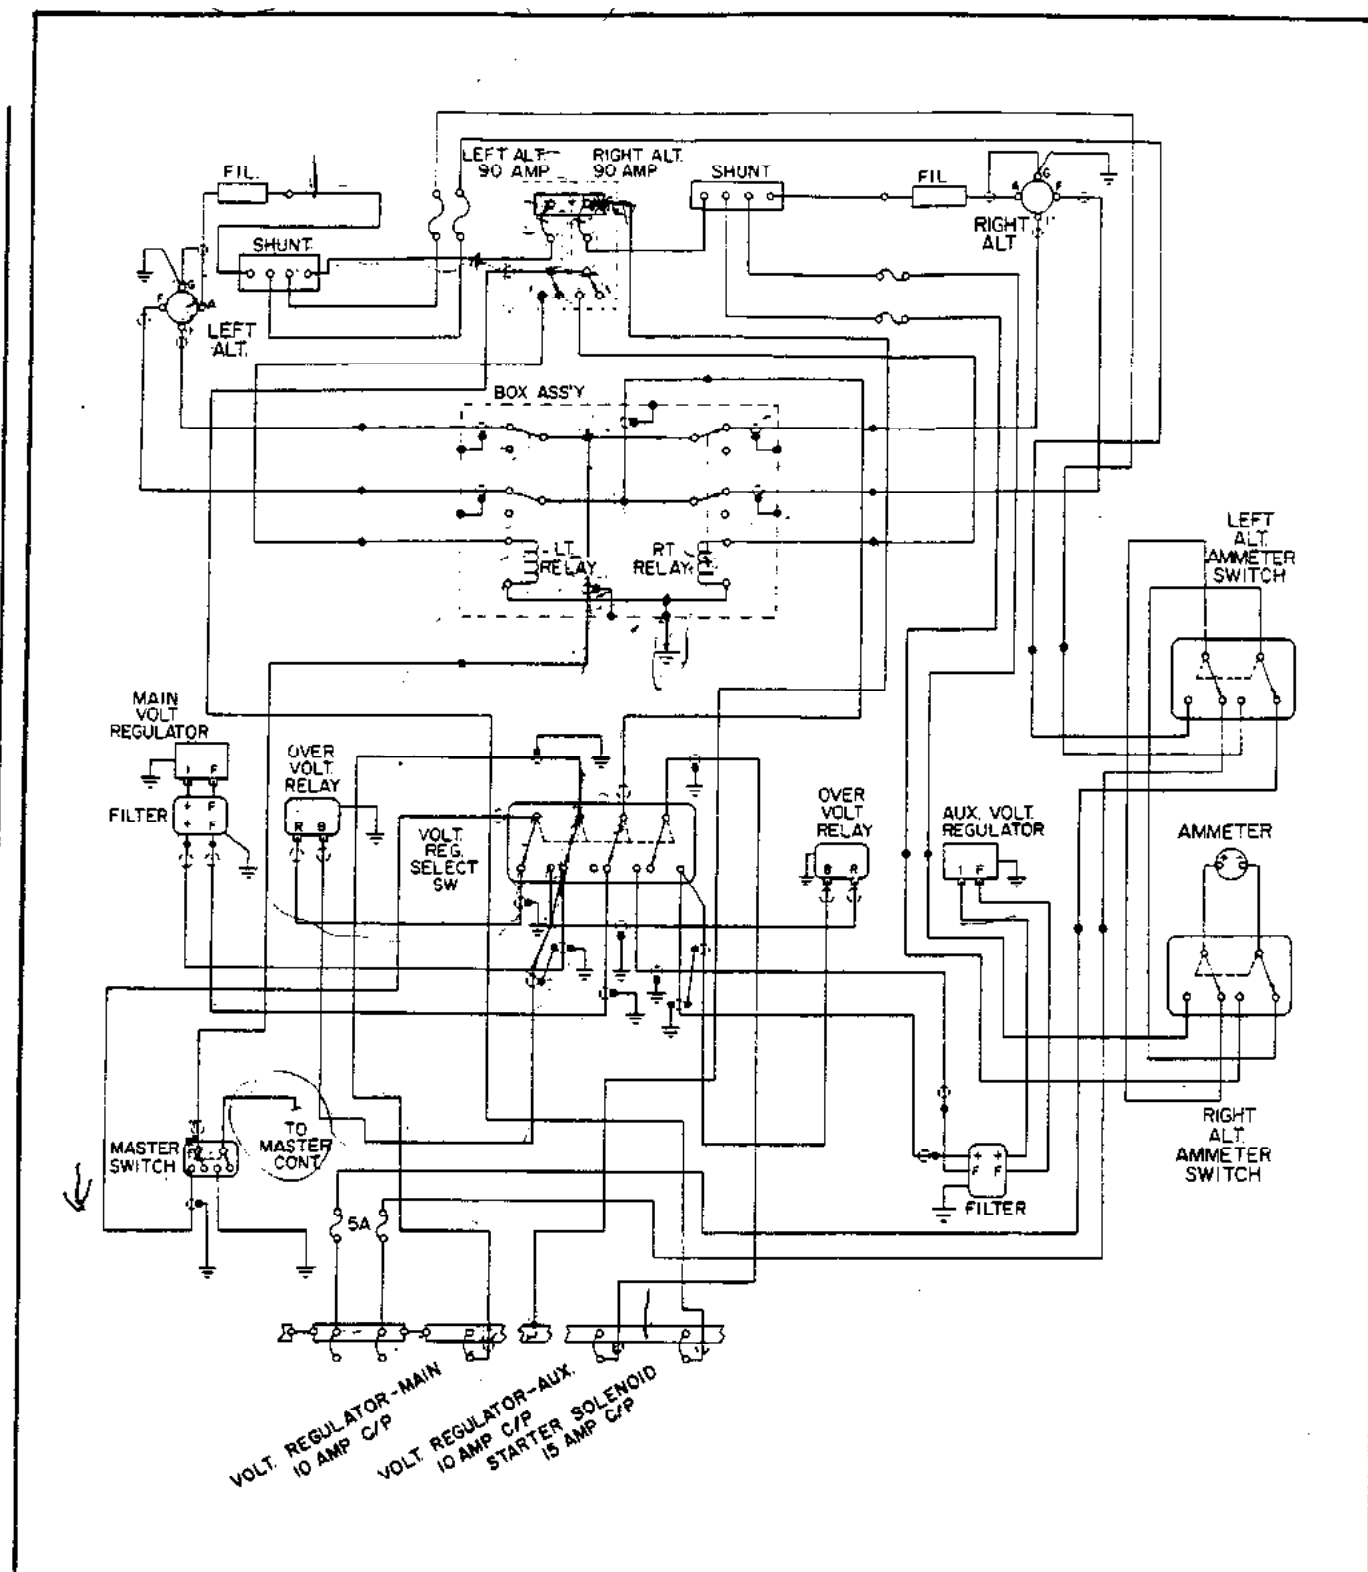 LEFT ALT.
90 AMP
RIGHT ALT.
90 AMP
SHUNT
FIL.
FIL.
G
A
F
RIGHT
ALT
SHUNT
G
F
A
LEFT
ALT.
BOX ASS'Y
LT.
RELAY
RT.
RELAY
LEFT
ALT.
AMMETER
SWITCH
MAIN
VOLT
REGULATOR
I F
FILTER
+ F
+ F
OVER
VOLT.
RELAY
R B
VOLT.
REG.
SELECT
SW
OVER
VOLT
RELAY
B R
AUX. VOLT.
REGULATOR
I F
AMMETER
TO
MASTER
CONT.
MASTER
SWITCH
5A
+ +
F F
FILTER
RIGHT
ALT.
AMMETER
SWITCH
VOLT. REGULATOR-MAIN
10 AMP C/P
VOLT. REGULATOR-AUX.
10 AMP C/P
STARTER SOLENOID
15 AMP C/P